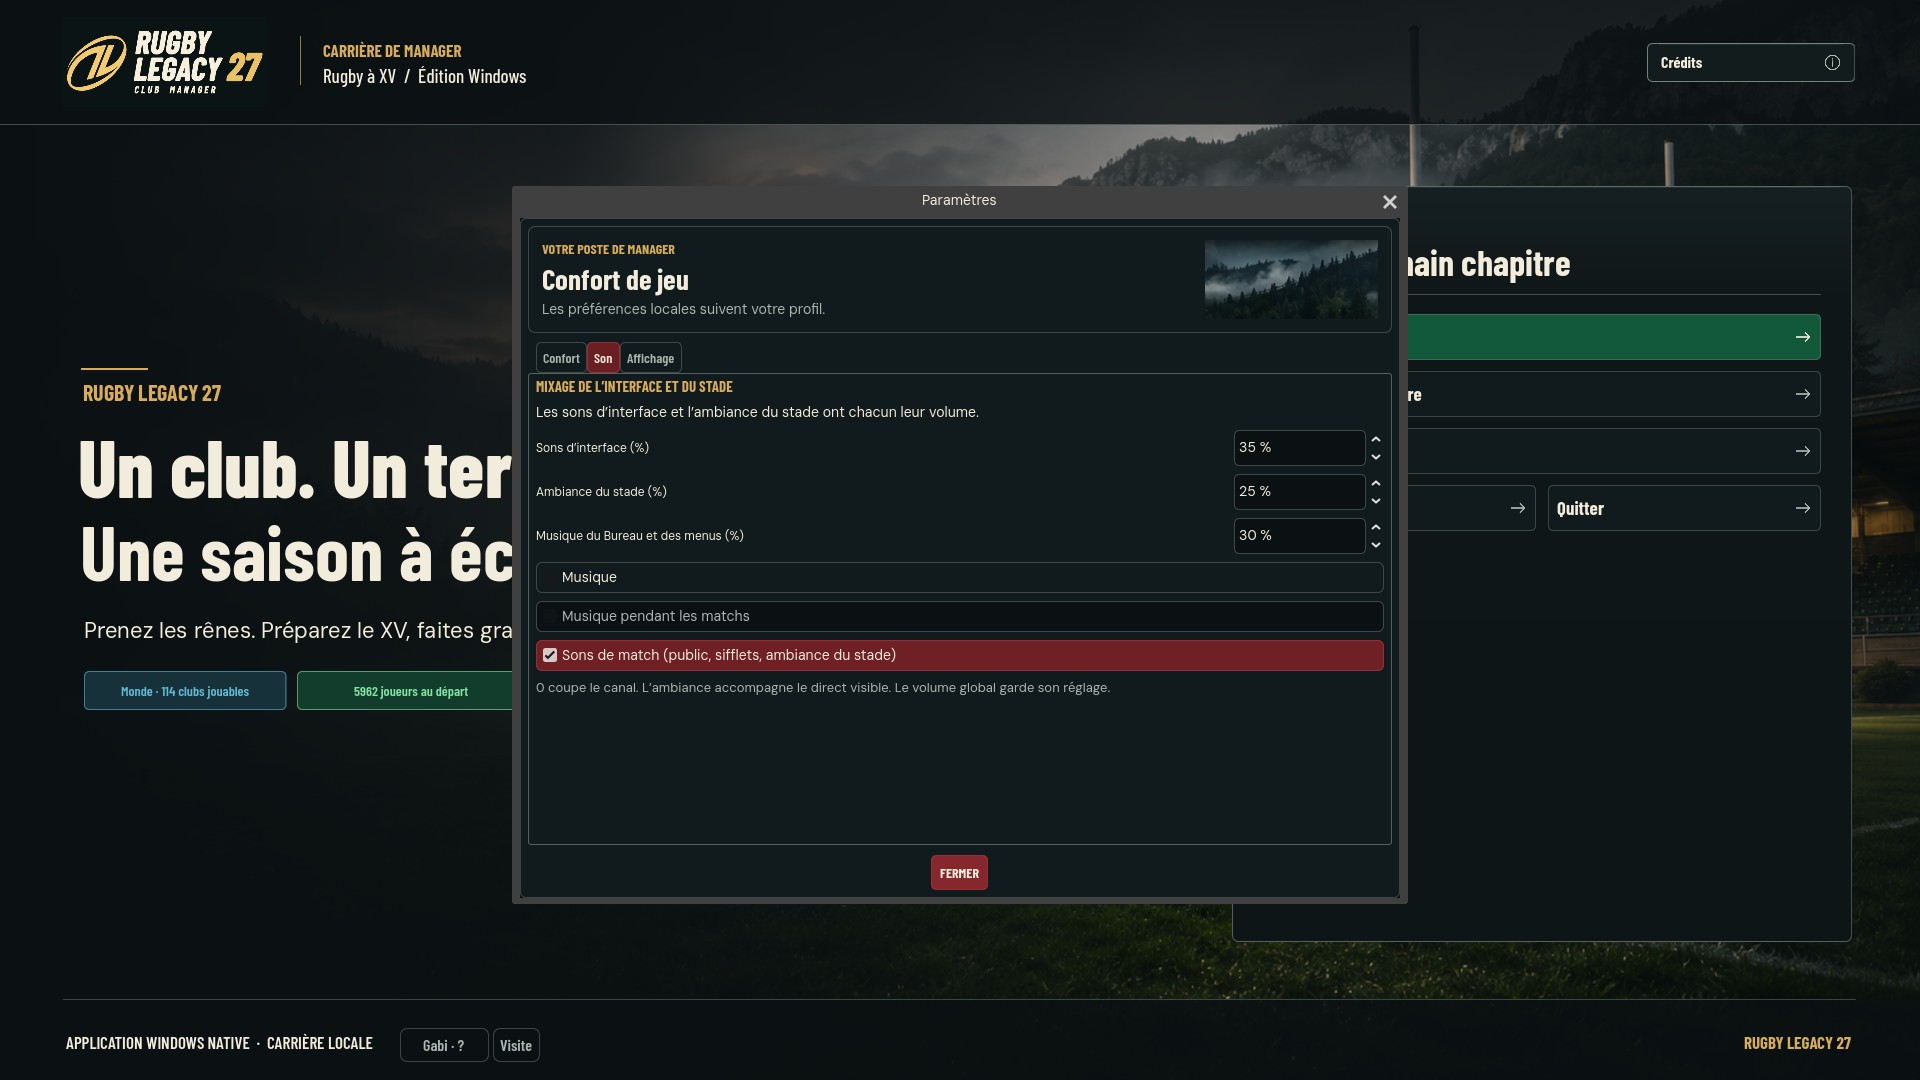 RUGBY
LEGACY 27
CLUB MANAGER
CARRIÈRE DE MANAGER
Rugby à XV / Édition Windows
Crédits
Paramètres
VOTRE POSTE DE MANAGER
Confort de jeu
Les préférences locales suivent votre profil.
Confort
Son
Affichage
MIXAGE DE L’INTERFACE ET DU STADE
Les sons d’interface et l’ambiance du stade ont chacun leur volume.
Sons d’interface (%)
35 %
Ambiance du stade (%)
25 %
Musique du Bureau et des menus (%)
30 %
Musique
Musique pendant les matchs
Sons de match (public, sifflets, ambiance du stade)
0 coupe le canal. L’ambiance accompagne le direct visible. Le volume global garde son réglage.
FERMER
RUGBY LEGACY 27
Un club. Un ter
Une saison à éc
Prenez les rênes. Préparez le XV, faites gra
Monde · 114 clubs jouables
5962 joueurs au départ
ain chapitre
re
Quitter
APPLICATION WINDOWS NATIVE · CARRIÈRE LOCALE
Gabi · ?
Visite
RUGBY LEGACY 27